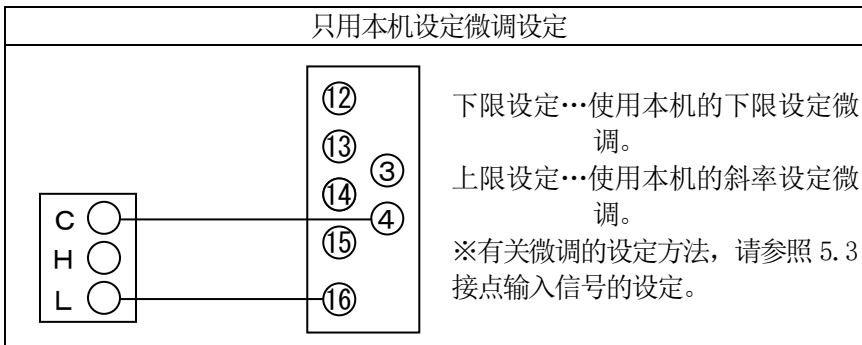 只用本机设定微调设定
⑫
⑬
③
⑭
④
⑮
⑯
C
H
L
下限设定…使用本机的下限设定微
调。
上限设定…使用本机的斜率设定微
调。
※有关微调的设定方法，请参照 5.3
接点输入信号的设定。